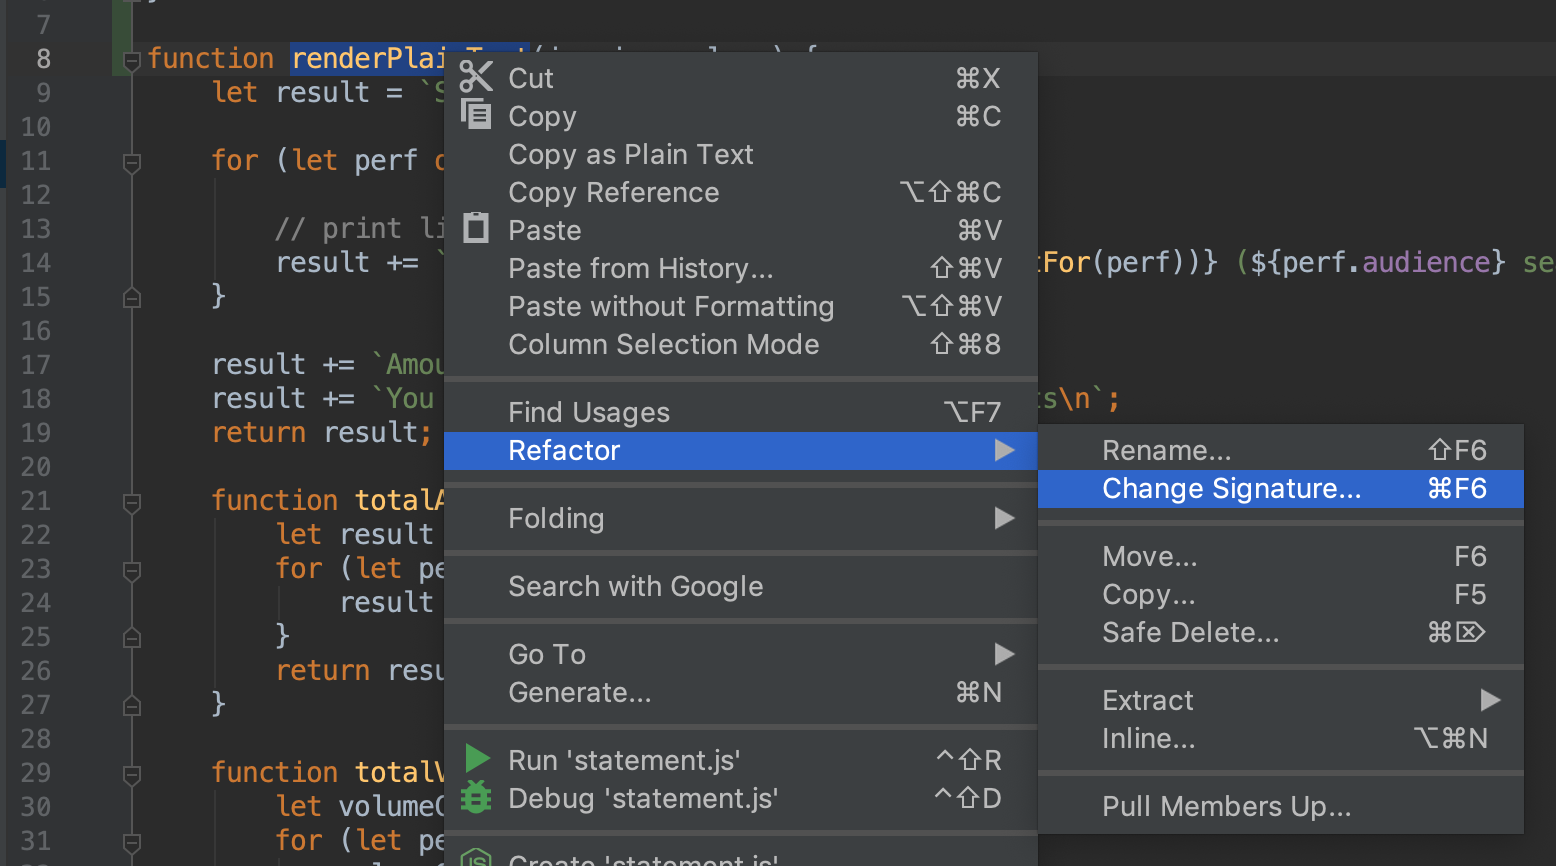 7
8 function renderPlai
9 let result = `S
10
11 for (let perf
12
13 // print li
14 result += ` For(perf))} (${perf.audience} se
15 }
16
17 result += `Amou
18 result += `You s\n`;
19 return result;
20
21 function totalA
22 let result
23 for (let pe
24 result
25 }
26 return resu
27 }
28
29 function totalV
30 let volumeC
31 for (let pe
Cut ⌘X
Copy ⌘C
Copy as Plain Text
Copy Reference ⌥⇧⌘C
Paste ⌘V
Paste from History... ⇧⌘V
Paste without Formatting ⌥⇧⌘V
Column Selection Mode ⇧⌘8
Find Usages ⌥F7
Refactor
Folding
Search with Google
Go To
Generate... ⌘N
Run 'statement.js' ^⇧R
Debug 'statement.js' ^⇧D
Create 'statement.js'
Rename... ⇧F6
Change Signature... ⌘F6
Move... F6
Copy... F5
Safe Delete... ⌘⌦
Extract
Inline... ⌥⌘N
Pull Members Up...